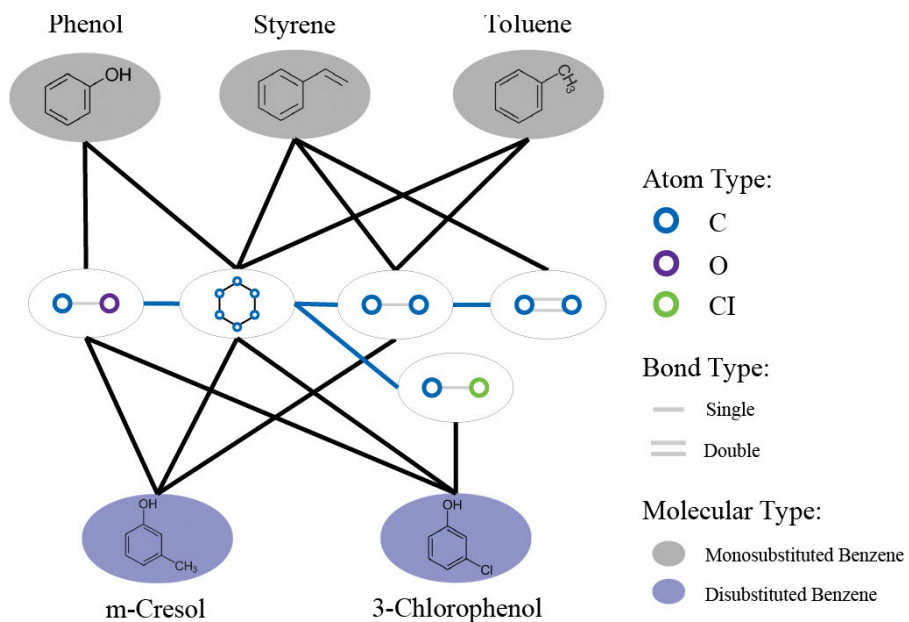 Phenol
Styrene
Toluene
OH
CH3
Atom Type:
C
O
CI
Bond Type:
Single
Double
OH
CH3
OH
Cl
Molecular Type:
Monosubstituted Benzene
Disubstituted Benzene
m-Cresol
3-Chlorophenol